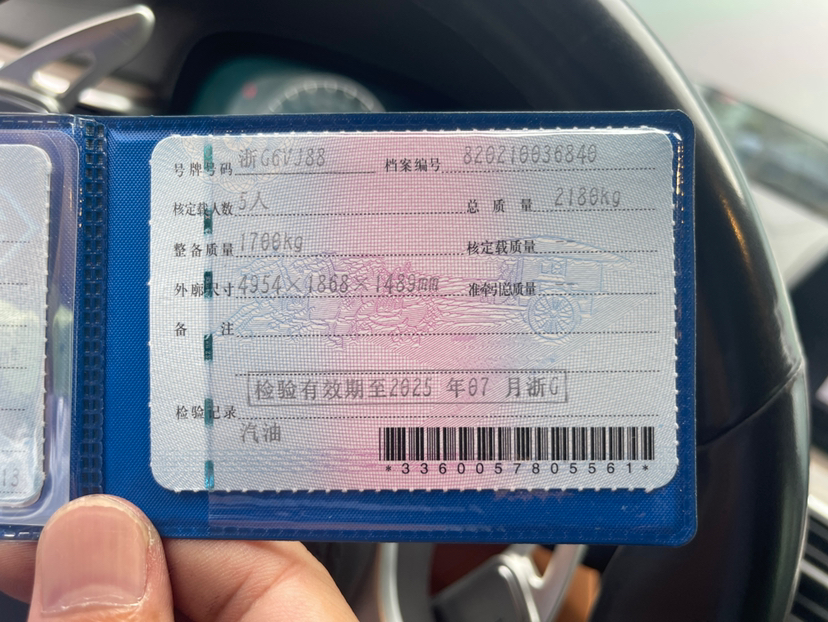 号牌号码 浙G6VJ88 档案编号 820210036840
核定载人数 5人 总质量 2180kg
整备质量 1700kg 核定载质量
外廓尺寸 4954×1868×1489mm 准牵引总质量
备注
检验有效期至2025 年07 月浙G
检验记录
汽油
*3360057805561*
13